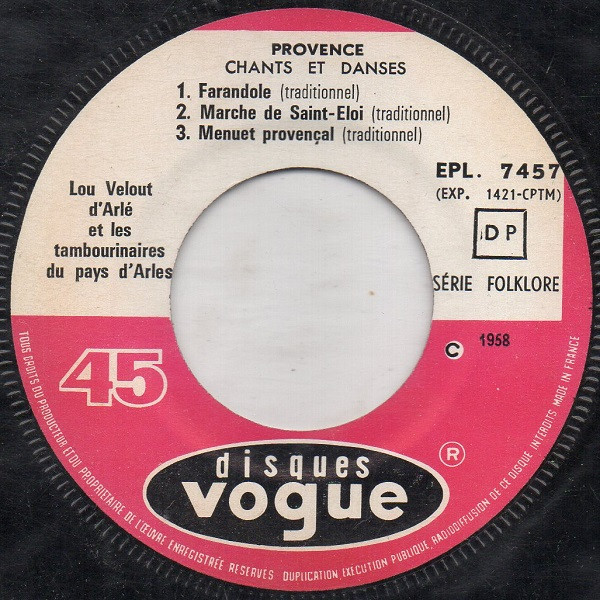 PROVENCE
CHANTS ET DANSES
1. Farandole (traditionnel)
2. Marche de Saint-Eloi (traditionnel)
3. Menuet provençal (traditionnel)
Lou Velout
d'Arlé
et les
tambourinaires
du pays d'Arles
EPL. 7457
(EXP. 1421-CPTM)
DP
SÉRIE FOLKLORE
© 1958
45
disques
vogue
®
TOUS DROITS DU PRODUCTEUR ET DU PROPRIÉTAIRE DE L'ŒUVRE ENREGISTRÉE RÉSERVÉS DUPLICATION, EXÉCUTION PUBLIQUE, RADIODIFFUSION DE CE DISQUE INTERDITS MADE IN FRANCE